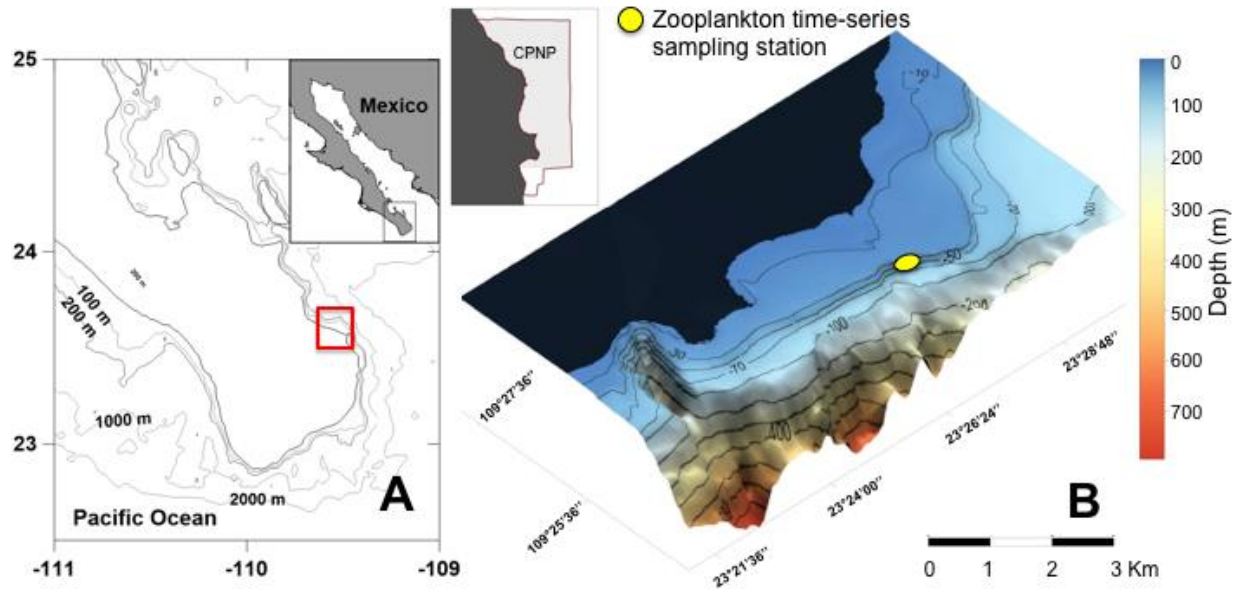 25
24
23
-111
-110
-109
Mexico
200 m
100 m
200 m
1000 m
2000 m
Pacific Ocean
A
CPNP
Zooplankton time-series
sampling station
-10
-50
-70
-30
-70
-100
-200
-400
0
100
200
300
400
500
600
700
Depth (m)
109°27'36''
109°25'36''
23°21'36''
23°24'00''
23°26'24''
23°28'48''
B
0 1 2 3 Km